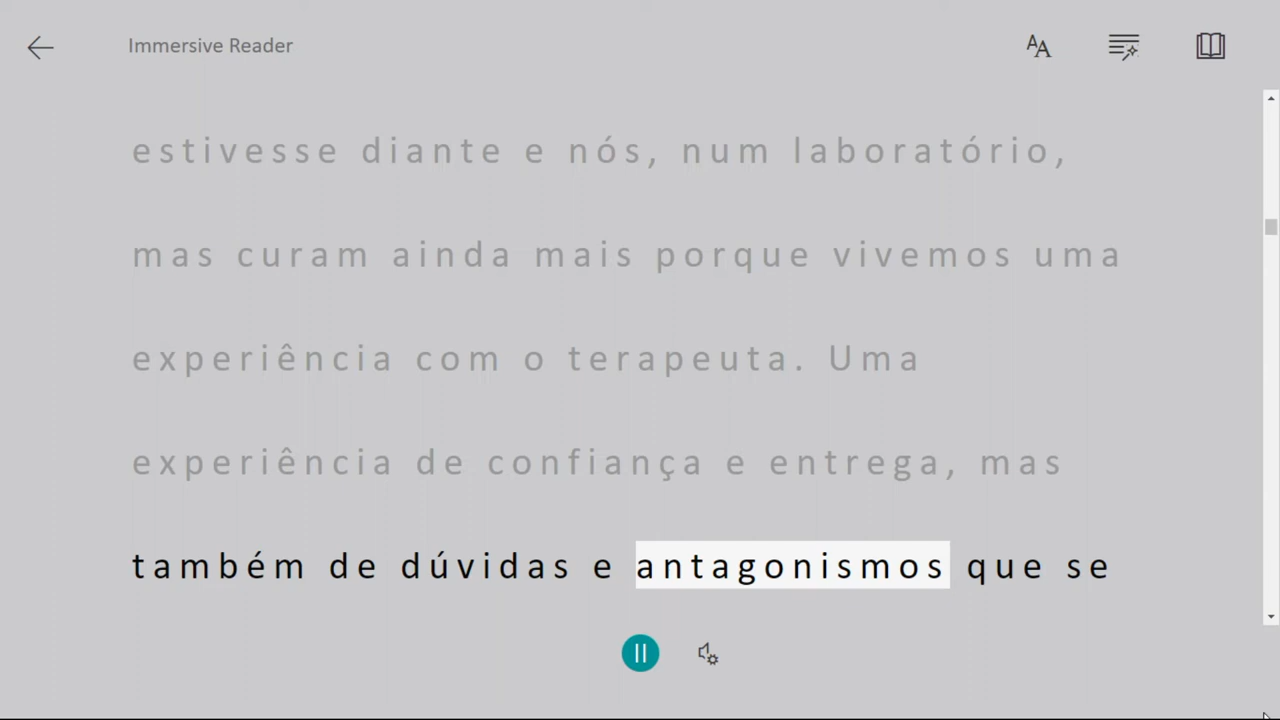 Immersive Reader
estivesse diante e nós, num laboratório,
mas curam ainda mais porque vivemos uma
experiência com o terapeuta. Uma
experiência de confiança e entrega, mas
também de dúvidas e antagonismos que se